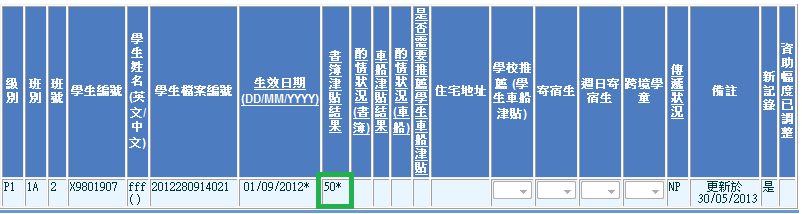 級別
班別
班號
學生編號
學生姓名(英文/中文)
學生檔案編號
生效日期
(DD/MM/YYYY)
書簿津貼結果
酌情狀況(書簿)
車船津貼結果
酌情狀況(車船)
是否需要推薦學生車船津貼
住宅地址
學校推
薦 (學
生車船
津貼)
寄宿生
週日寄
宿生
跨境學
童
傳遞狀況
備註
新記錄
資助幅度已調整
P1
1A
2
X9801907
fff
()
2012280914021
01/09/2012*
50*
NP
更新於
30/05/2013
是